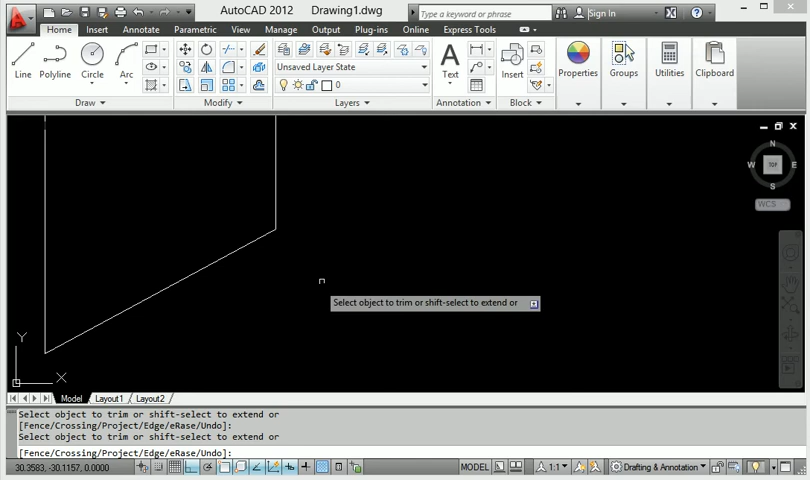 AutoCAD 2012 Drawing1.dwg
Type a keyword or phrase
Sign In
Home Insert Annotate Parametric View Manage Output Plug-ins Online Express Tools
Line Polyline Circle Arc
Unsaved Layer State
0
Text Insert Properties Groups Utilities Clipboard
Draw Modify Layers Annotation Block
N
W TOP E
S
WCS
Select object to trim or shift-select to extend or
Y
X
Model Layout1 Layout2
Select object to trim or shift-select to extend or
[Fence/Crossing/Project/Edge/eRase/Undo]:
Select object to trim or shift-select to extend or
[Fence/Crossing/Project/Edge/eRase/Undo]:
30.3583, -30.1157, 0.0000 MODEL 1:1 Drafting & Annotation